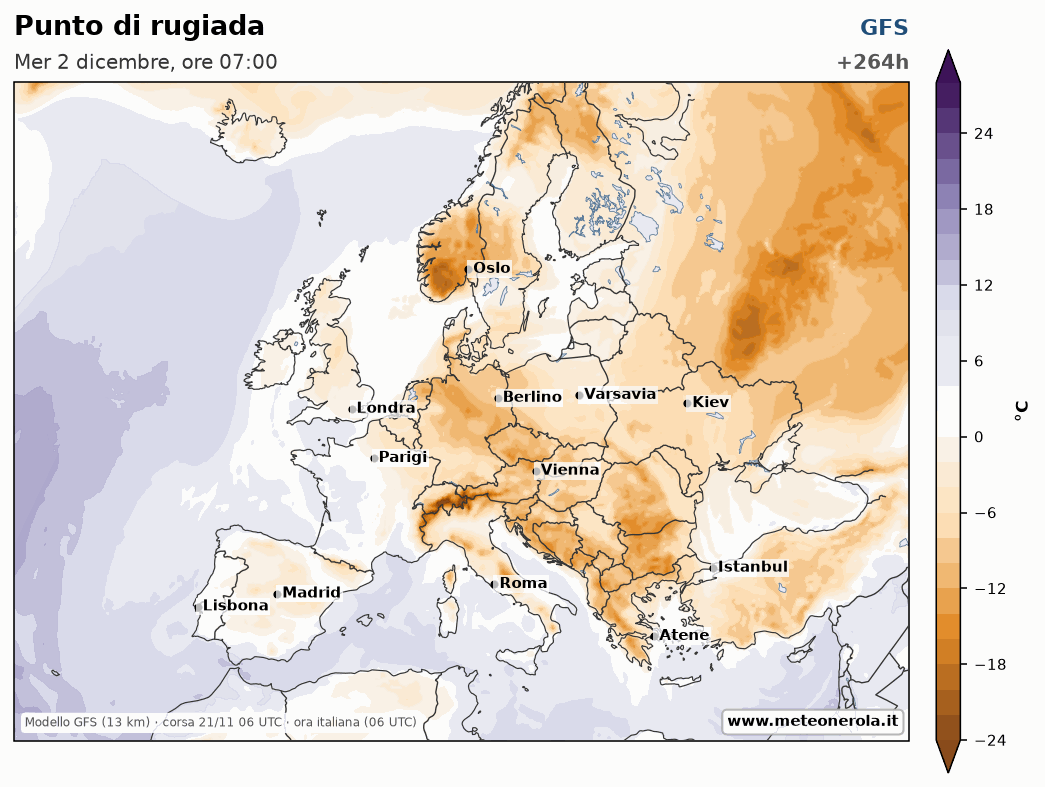 Punto di rugiada
GFS
Mer 2 dicembre, ore 07:00
+264h
Oslo
Berlino
Varsavia
Kiev
Londra
Parigi
Vienna
Istanbul
Roma
Madrid
Lisbona
Atene
Modello GFS (13 km) · corsa 21/11 06 UTC · ora italiana (06 UTC)
www.meteonerola.it
24
18
12
6
0
−6
−12
−18
−24
°C